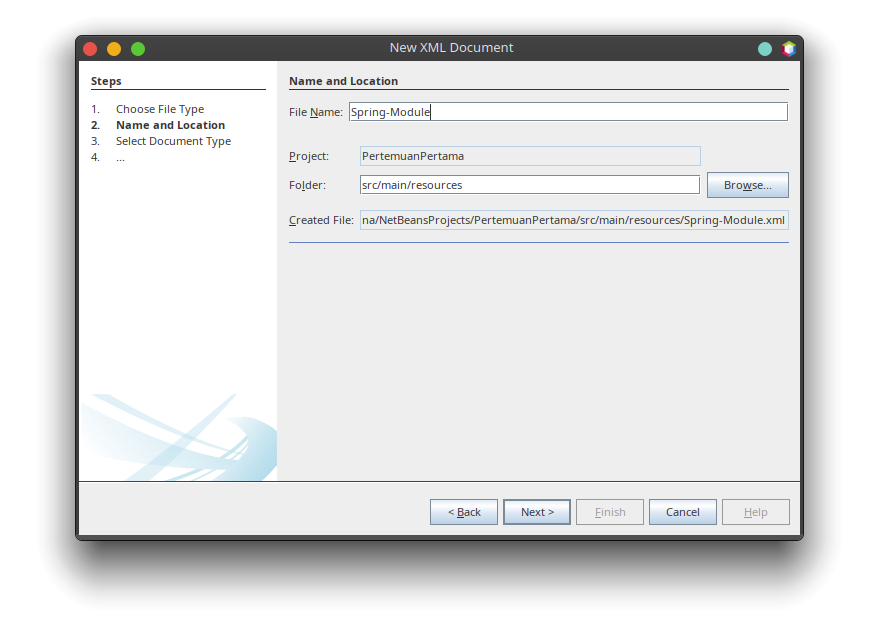 New XML Document
Steps
1. Choose File Type
2. Name and Location
3. Select Document Type
4. ...
Name and Location
File Name: Spring-Module
Project: PertemuanPertama
Folder: src/main/resources Browse...
Created File: na/NetBeansProjects/PertemuanPertama/src/main/resources/Spring-Module.xml
< Back Next > Finish Cancel Help